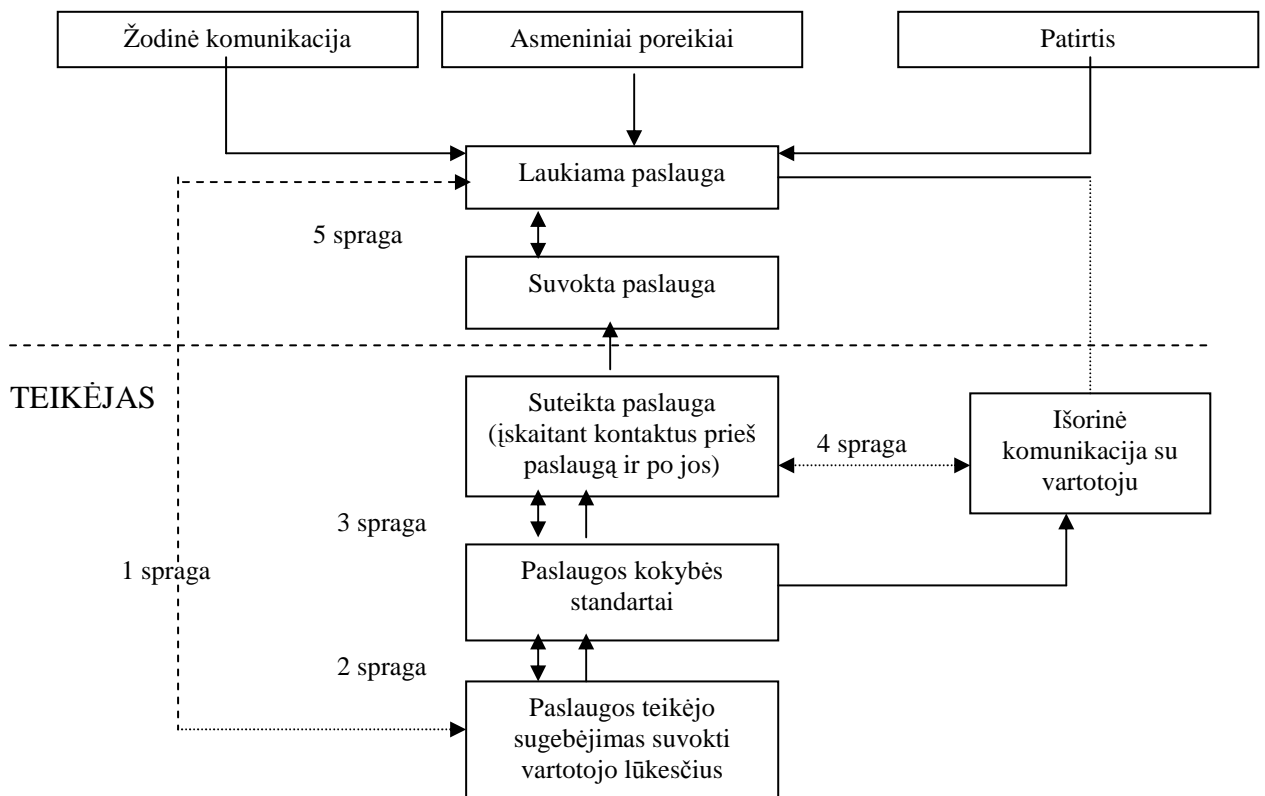 Žodinė komunikacija
Asmeniniai poreikiai
Patirtis
Laukiama paslauga
5 spraga
Suvokta paslauga
TEIKĖJAS
Suteikta paslauga
(įskaitant kontaktus prieš
paslaugą ir po jos)
4 spraga
Išorinė
komunikacija su
vartotoju
3 spraga
1 spraga
Paslaugos kokybės
standartai
2 spraga
Paslaugos teikėjo
sugebėjimas suvokti
vartotojo lūkesčius